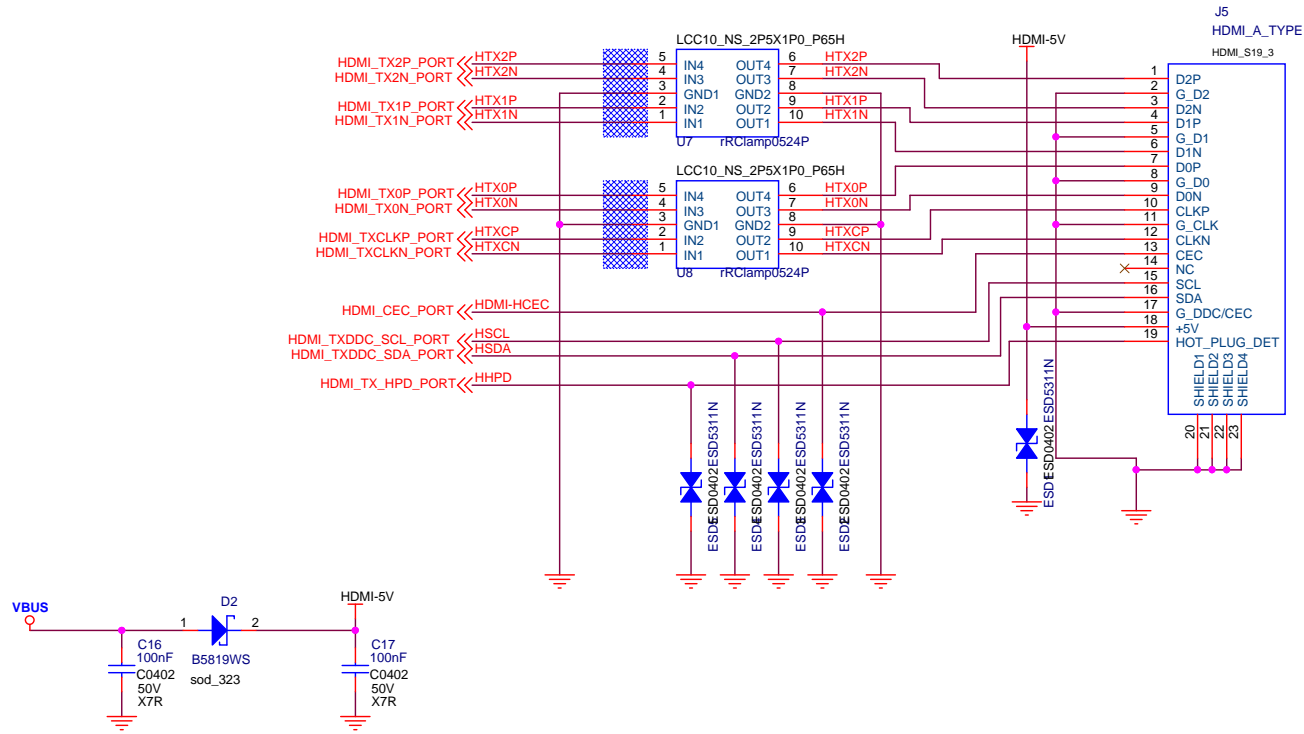 J5
HDMI_A_TYPE
HDMI_S19_3
HDMI-5V
LCC10_NS_2P5X1P0_P65H
HDMI_TX2P_PORT HTX2P 5 IN4 OUT4 6 HTX2P
HDMI_TX2N_PORT HTX2N 4 IN3 OUT3 7 HTX2N
3 GND1 GND2 8
HDMI_TX1P_PORT HTX1P 2 IN2 OUT2 9 HTX1P
HDMI_TX1N_PORT HTX1N 1 IN1 OUT1 10 HTX1N
U7 rRClamp0524P
LCC10_NS_2P5X1P0_P65H
HDMI_TX0P_PORT HTX0P 5 IN4 OUT4 6 HTX0P
HDMI_TX0N_PORT HTX0N 4 IN3 OUT3 7 HTX0N
3 GND1 GND2 8
HDMI_TXCLKP_PORT HTXCP 2 IN2 OUT2 9 HTXCP
HDMI_TXCLKN_PORT HTXCN 1 IN1 OUT1 10 HTXCN
U8 rRClamp0524P
1 D2P
2 G_D2
3 D2N
4 D1P
5 G_D1
6 D1N
7 D0P
8 G_D0
9 D0N
10 CLKP
11 G_CLK
12 CLKN
13 CEC
14 NC
15 SCL
16 SDA
17 G_DDC/CEC
18 +5V
19 HOT_PLUG_DET
SHIELD1
SHIELD2
SHIELD3
SHIELD4
20
21
22
23
HDMI_CEC_PORT HDMI-HCEC
HDMI_TXDDC_SCL_PORT HSCL
HDMI_TXDDC_SDA_PORT HSDA
HDMI_TX_HPD_PORT HHPD
ESD0402 ESD5311N
ESD0402 ESD5311N
ESD0402 ESD5311N
ESD0402 ESD5311N
ESD0402 ESD5311N
VBUS
1 D2 2
B5819WS
sod_323
HDMI-5V
C16
100nF
C0402
50V
X7R
C17
100nF
C0402
50V
X7R